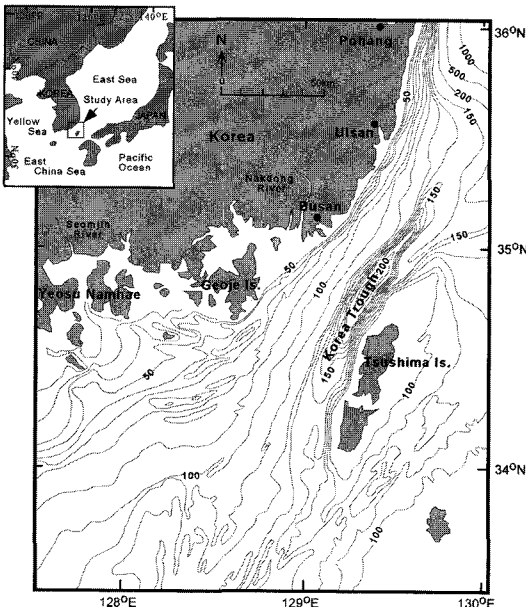 140°E
36°N
CHINA
Pohang
N
1000
500
200
150
50km
50
East Sea
KOREA
Study Area
JAPAN
Yellow
Sea
Korea
Ulsan
East
China Sea
Pacific
Ocean
Nakdong
River
Busan
150
Seomjin
River
150
35°N
50
200
100
Geoje Is.
Yeosu Namhae
Korea Trough
Tsushima Is.
150
50
100
100
34°N
100
128°E
129°E
130°E